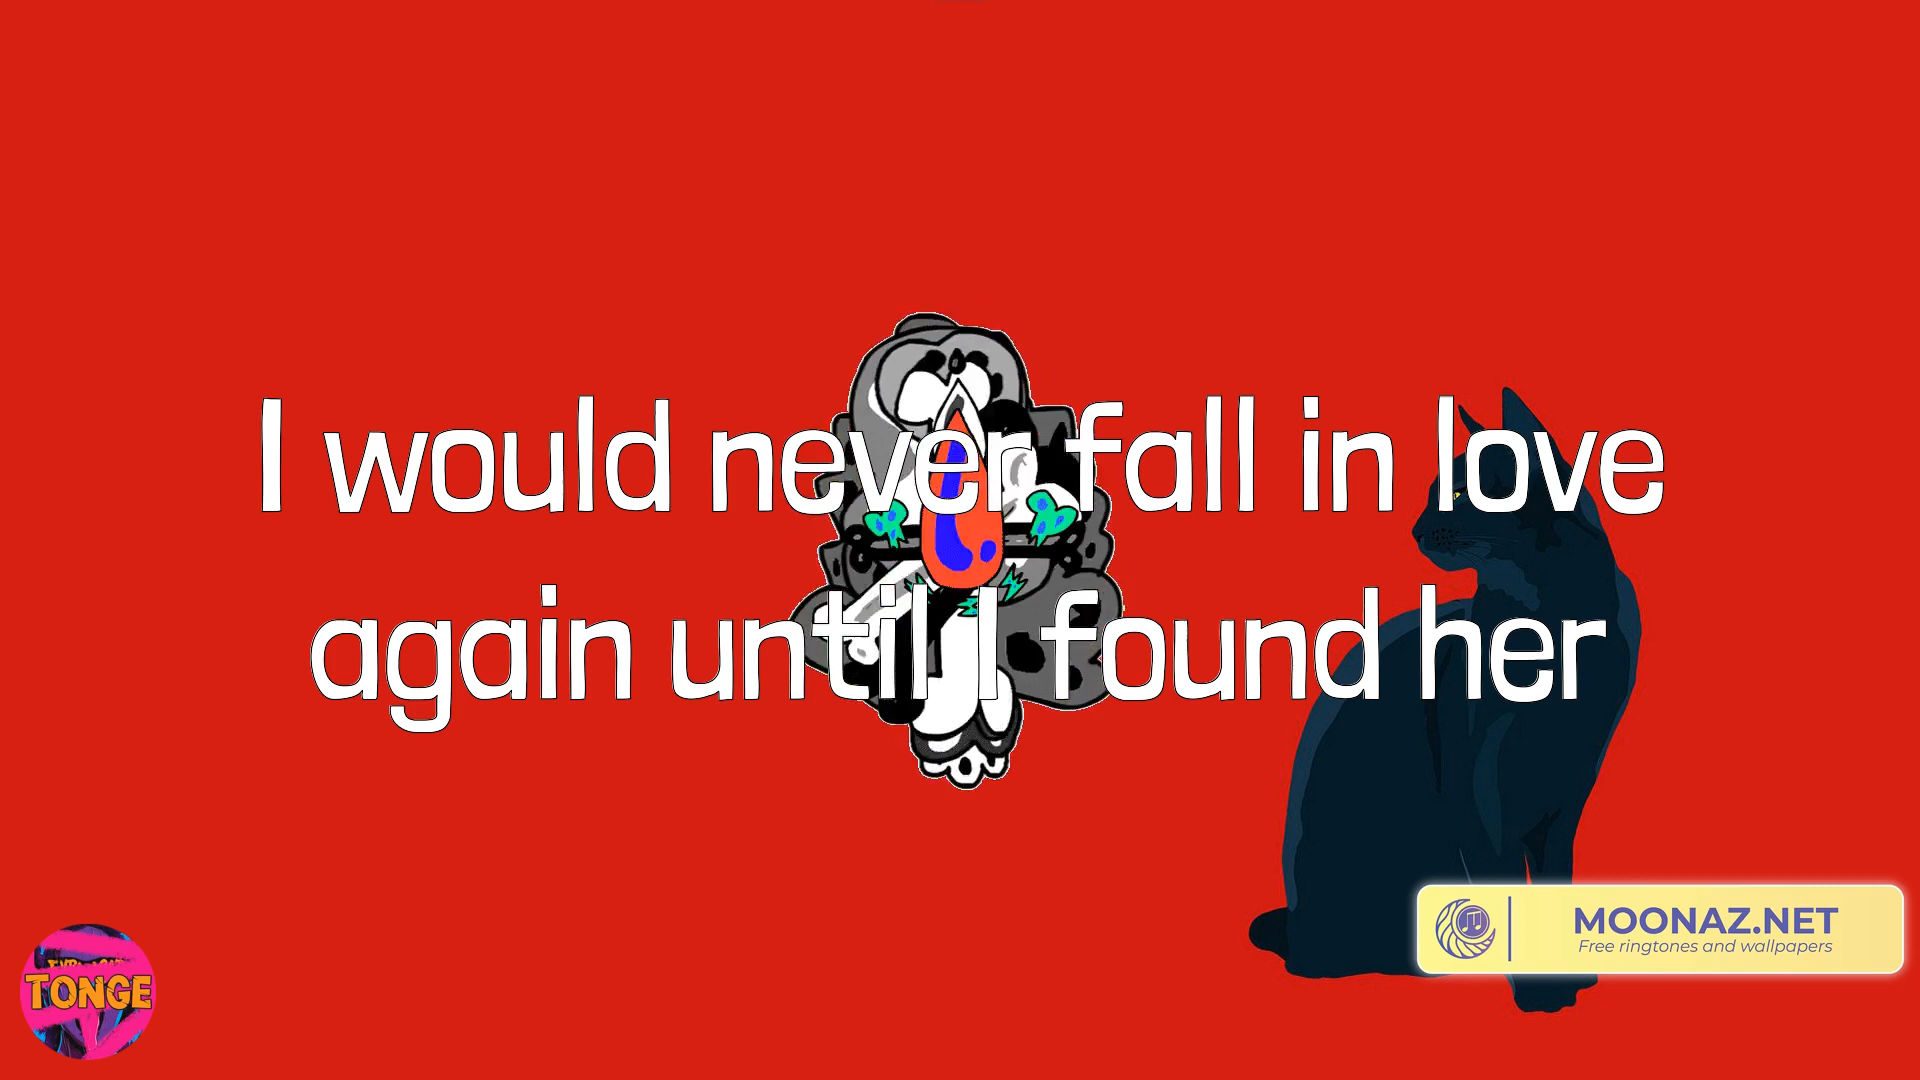 I would never fall in love
again until I found her
TONGE
MOONAZ.NET
Free ringtones and wallpapers